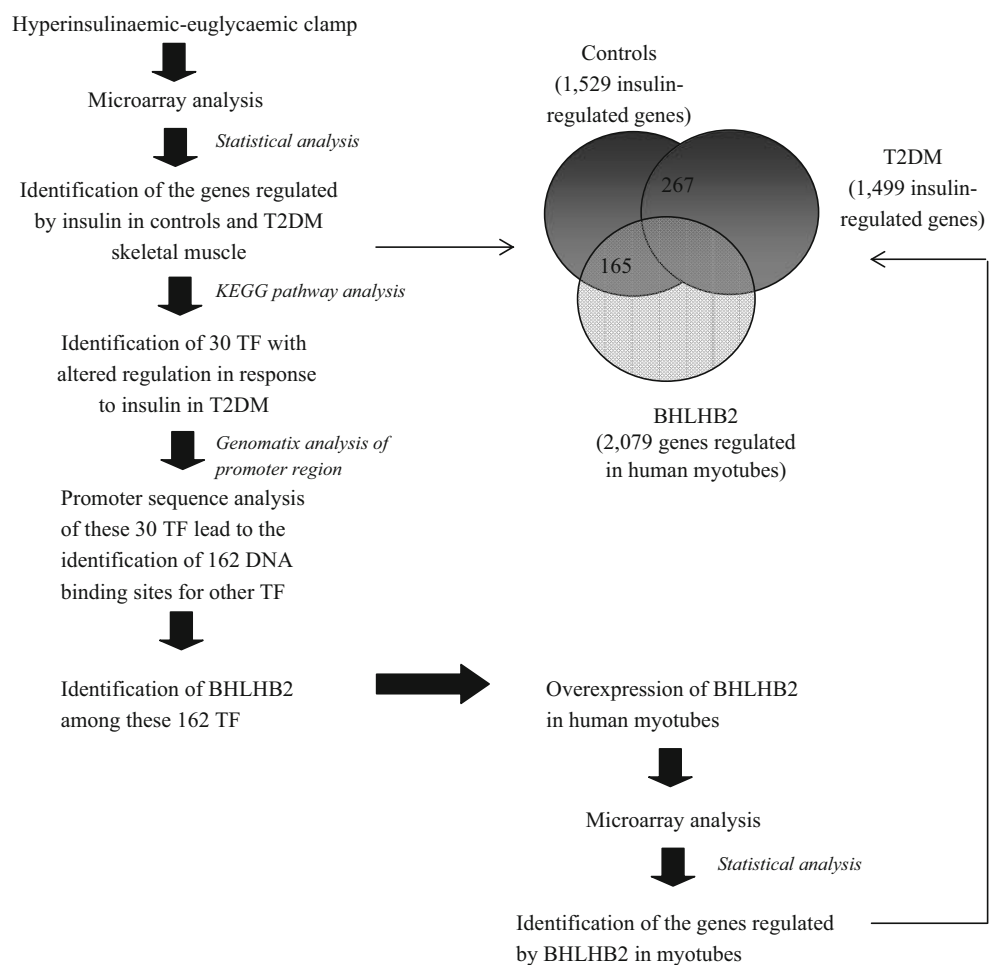 Hyperinsulinaemic-euglycaemic clamp
Microarray analysis
Statistical analysis
Identification of the genes regulated
by insulin in controls and T2DM
skeletal muscle
KEGG pathway analysis
Identification of 30 TF with
altered regulation in response
to insulin in T2DM
Genomatix analysis of
promoter region
Promoter sequence analysis
of these 30 TF lead to the
identification of 162 DNA
binding sites for other TF
Identification of BHLHB2
among these 162 TF
Controls
(1,529 insulin-
regulated genes)
T2DM
(1,499 insulin-
regulated genes)
267
165
BHLHB2
(2,079 genes regulated
in human myotubes)
Overexpression of BHLHB2
in human myotubes
Microarray analysis
Statistical analysis
Identification of the genes regulated
by BHLHB2 in myotubes